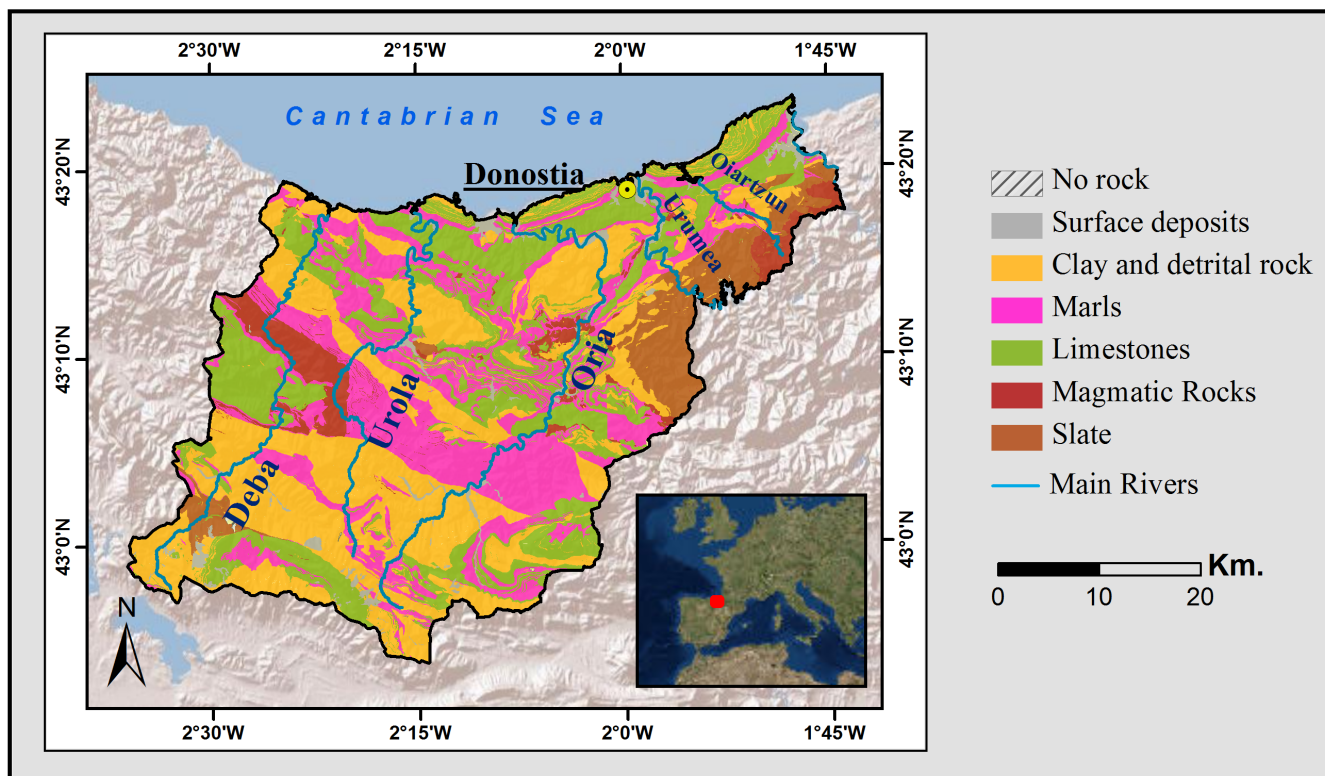 2°30'W 2°15'W 2°0'W 1°45'W
Cantabrian Sea
43°20'N
43°20'N
Donostia
Oiartzun
Urumea
43°10'N
43°10'N
Oria
Urola
Deba
43°0'N
43°0'N
N
2°30'W 2°15'W 2°0'W 1°45'W
No rock
Surface deposits
Clay and detrital rock
Marls
Limestones
Magmatic Rocks
Slate
Main Rivers
Km.
0 10 20